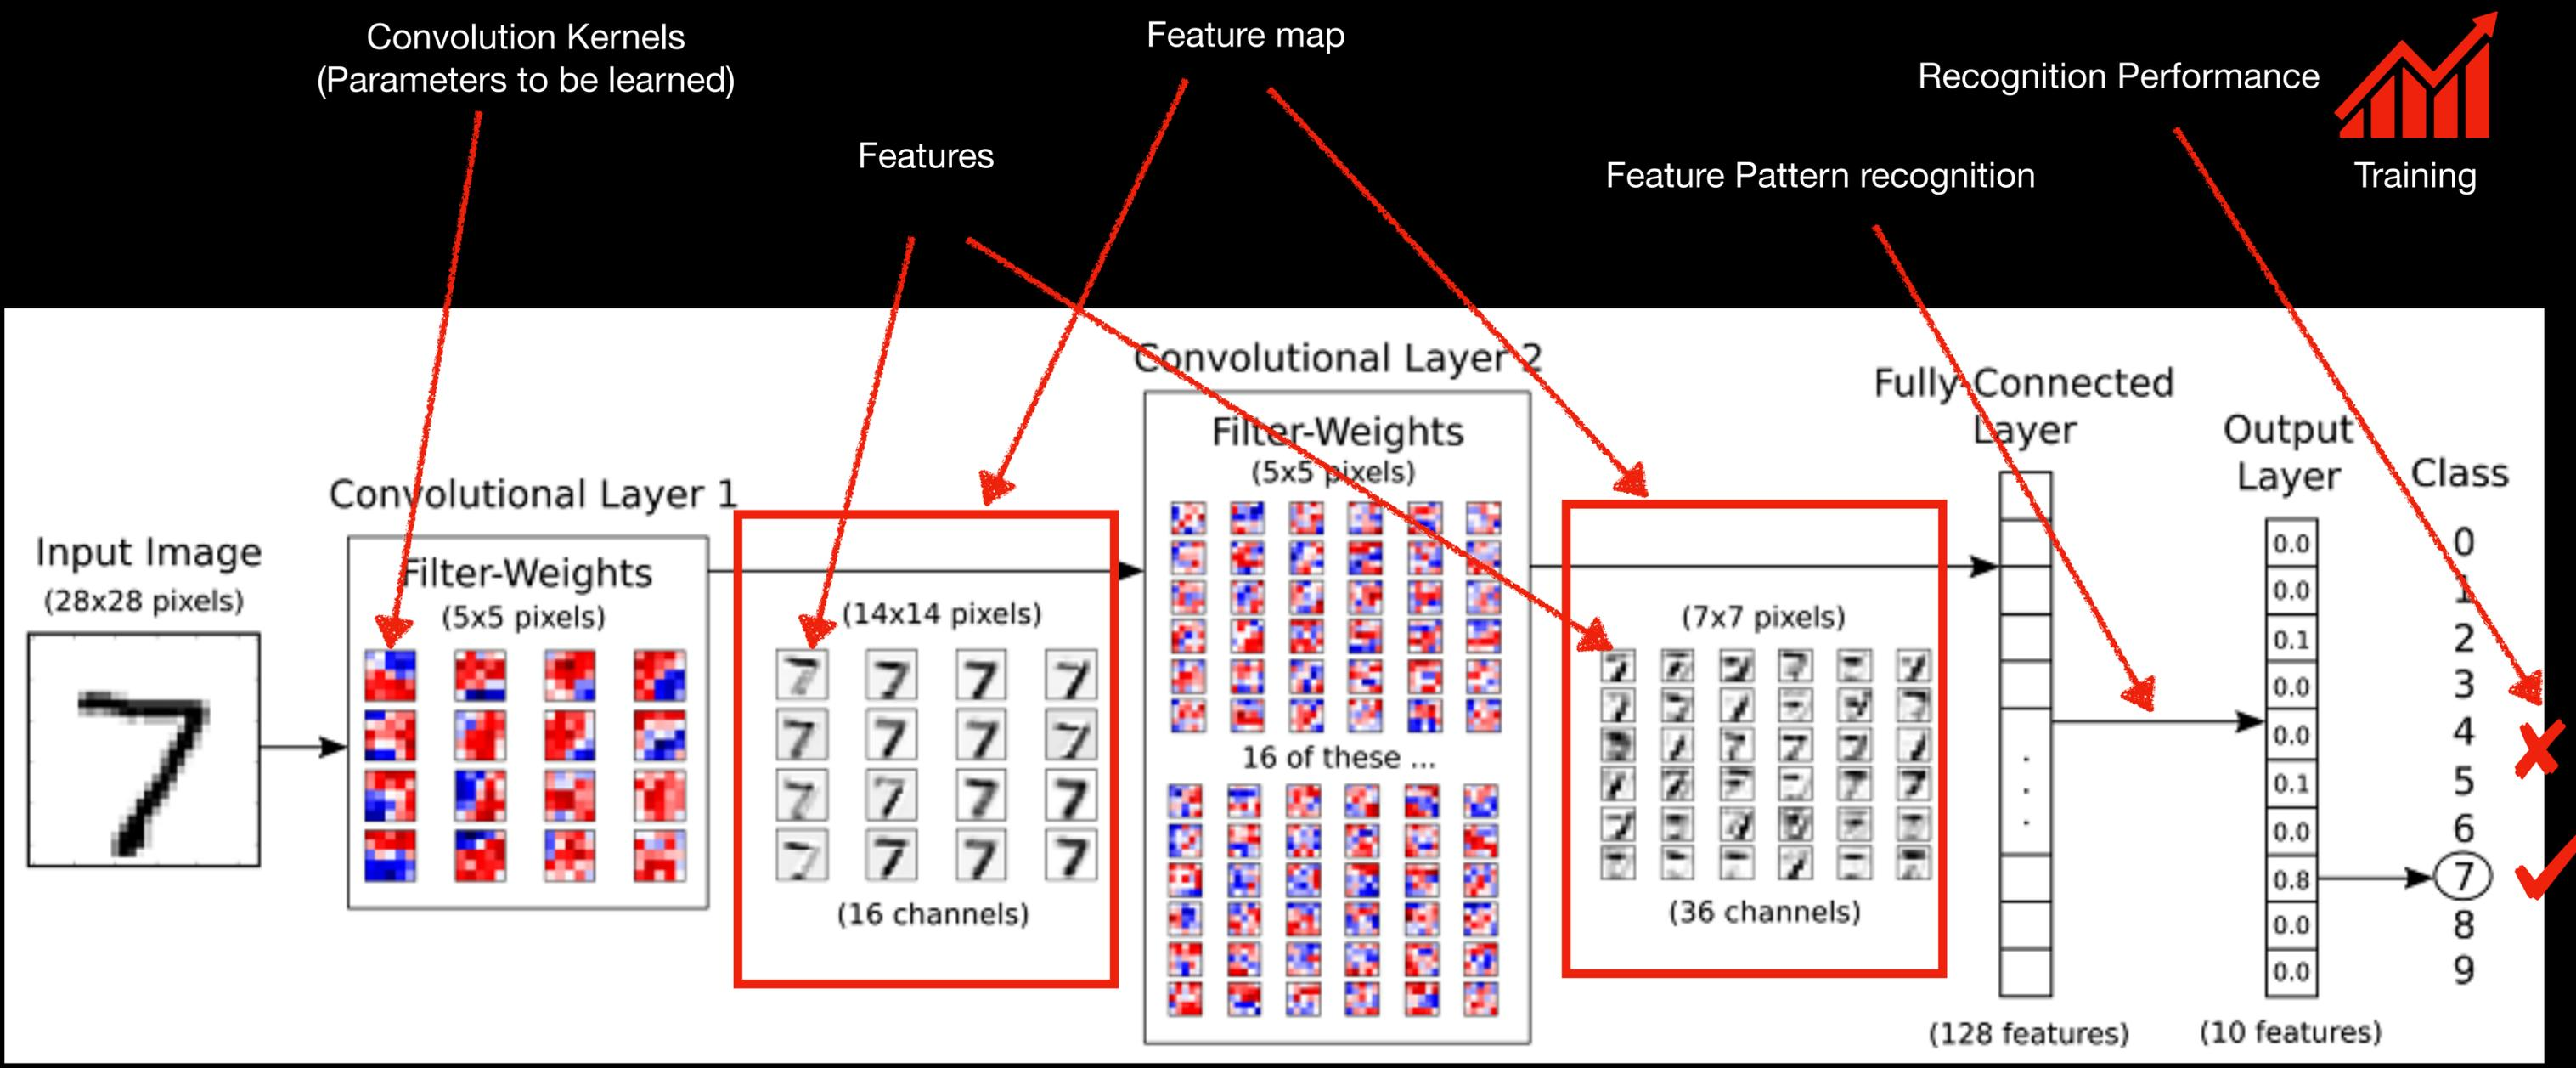 Convolution Kernels
(Parameters to be learned)
Feature map
Recognition Performance
Features
Feature Pattern recognition
Training
Convolutional Layer 2
Fully-Connected
Layer
Filter-Weights
(5x5 pixels)
Output
Layer
Class
Convolutional Layer 1
Input Image
(28x28 pixels)
Filter-Weights
(5x5 pixels)
(14x14 pixels)
(7x7 pixels)
16 of these ...
(16 channels)
(36 channels)
0.0 0
0.0 1
0.1 2
0.0 3
0.0 4
0.1 5
0.0 6
0.8 7
0.0 8
0.0 9
(128 features)
(10 features)